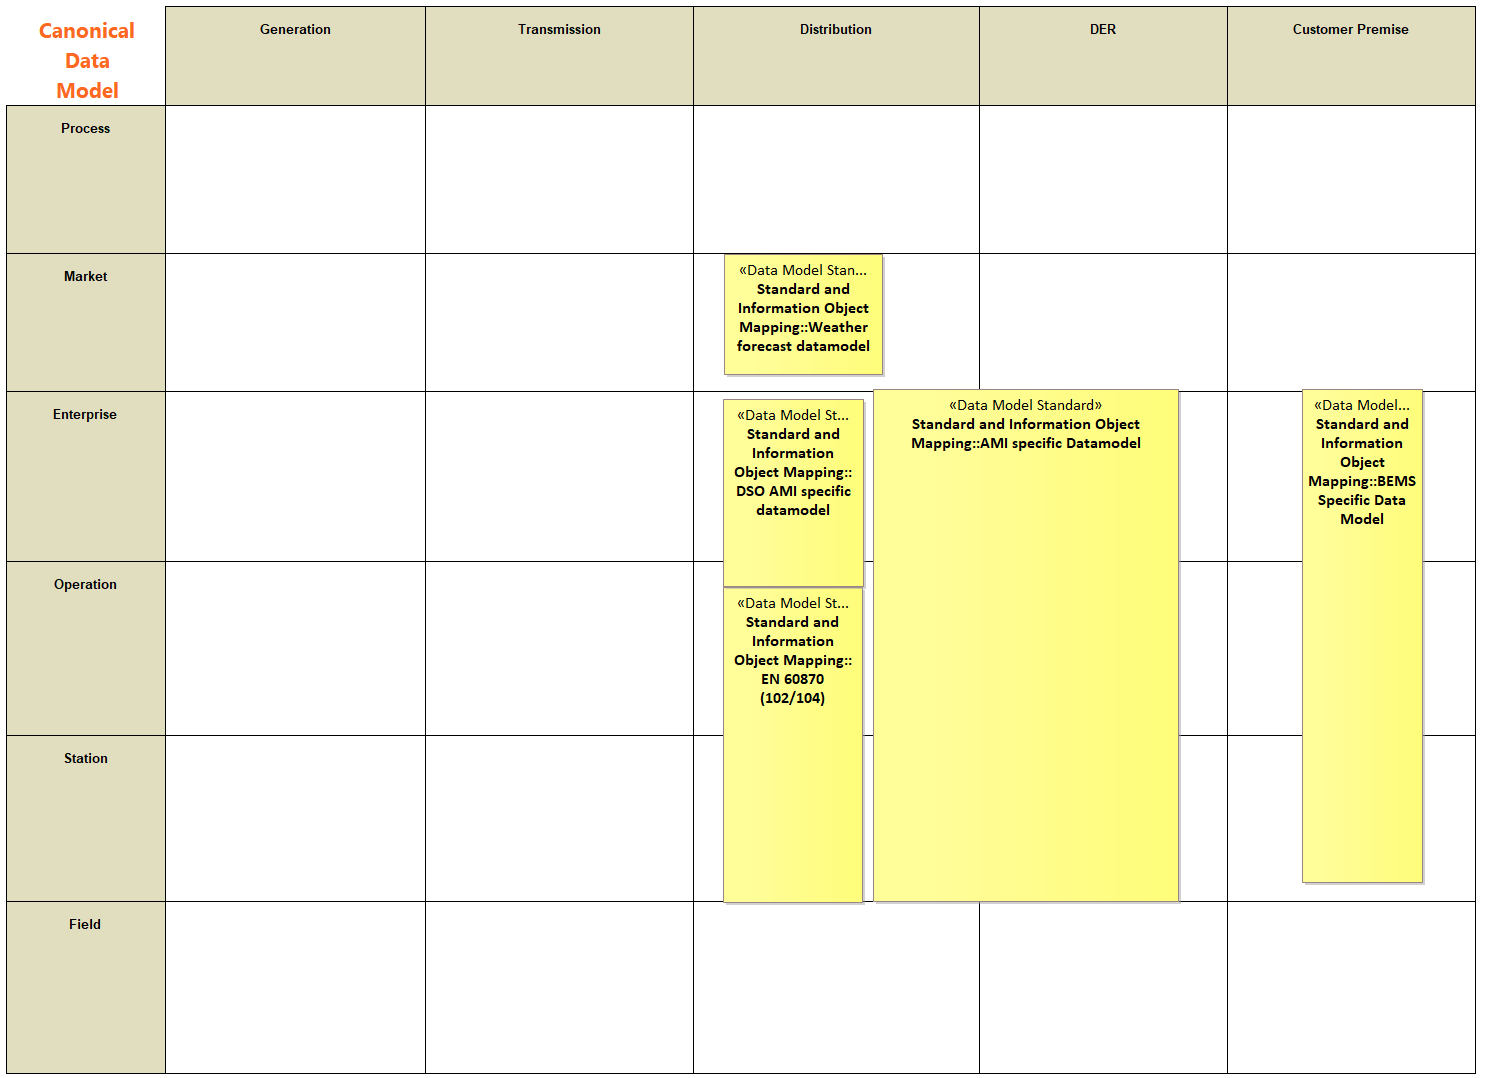 Canonical
Data
Model
Generation
Transmission
Distribution
DER
Customer Premise
Process
Market
«Data Model Stan...
Standard and
Information Object
Mapping::Weather
forecast datamodel
Enterprise
«Data Model St...
Standard and
Information
Object Mapping::
DSO AMI specific
datamodel
«Data Model Standard»
Standard and Information Object
Mapping::AMI specific Datamodel
«Data Model...
Standard and
Information
Object
Mapping::BEMS
Specific Data
Model
Operation
«Data Model St...
Standard and
Information
Object Mapping::
EN 60870
(102/104)
Station
Field